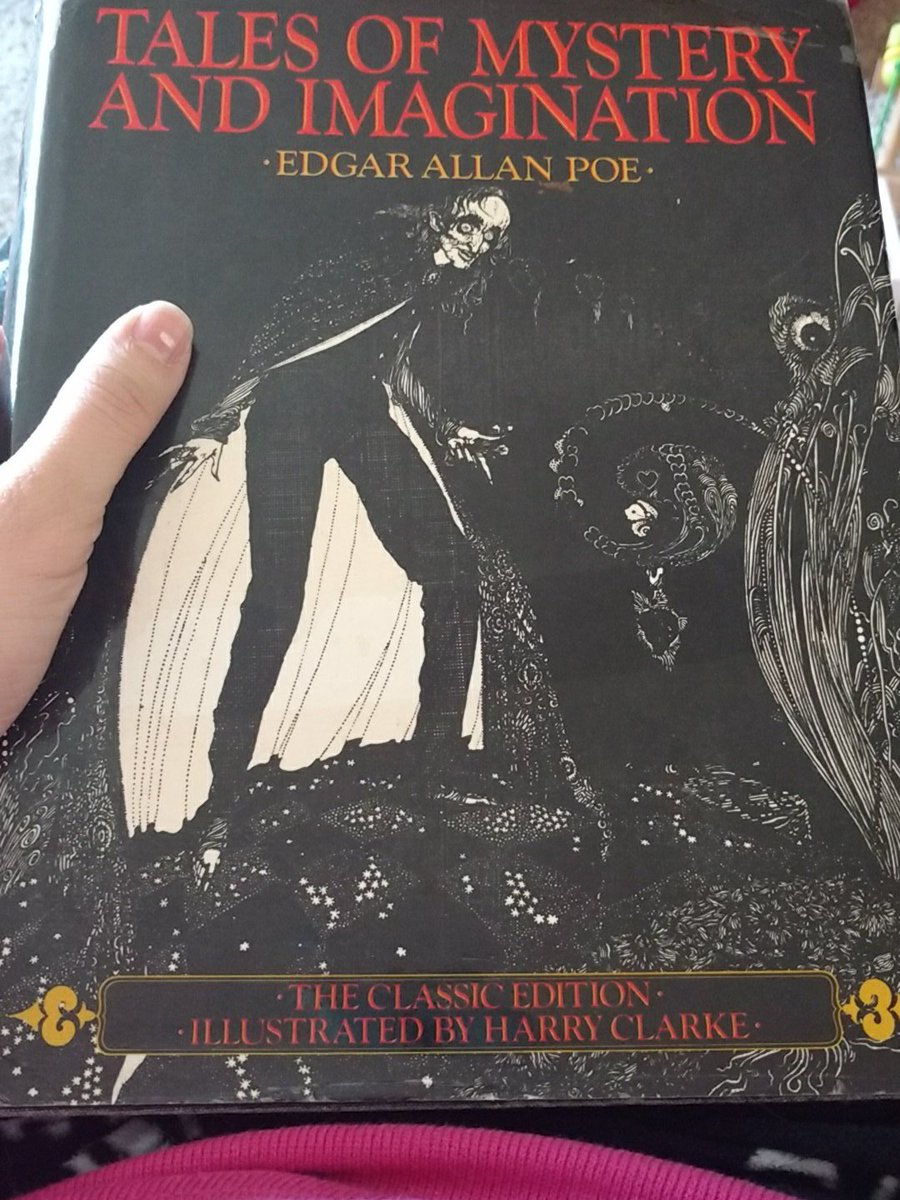 TALES OF MYSTERY
AND IMAGINATION
·EDGAR ALLAN POE·
·THE CLASSIC EDITION·
·ILLUSTRATED BY HARRY CLARKE·